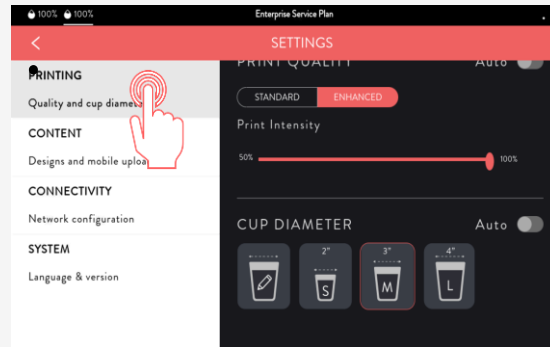 100% 100% Enterprise Service Plan
SETTINGS
PRINTING
Quality and cup diamet
CONTENT
Designs and mobile uploa
CONNECTIVITY
Network configuration
SYSTEM
Language & version
PRINT QUALITY Auto
STANDARD ENHANCED
Print Intensity
50% 100%
CUP DIAMETER Auto
2" 3" 4"
S M L